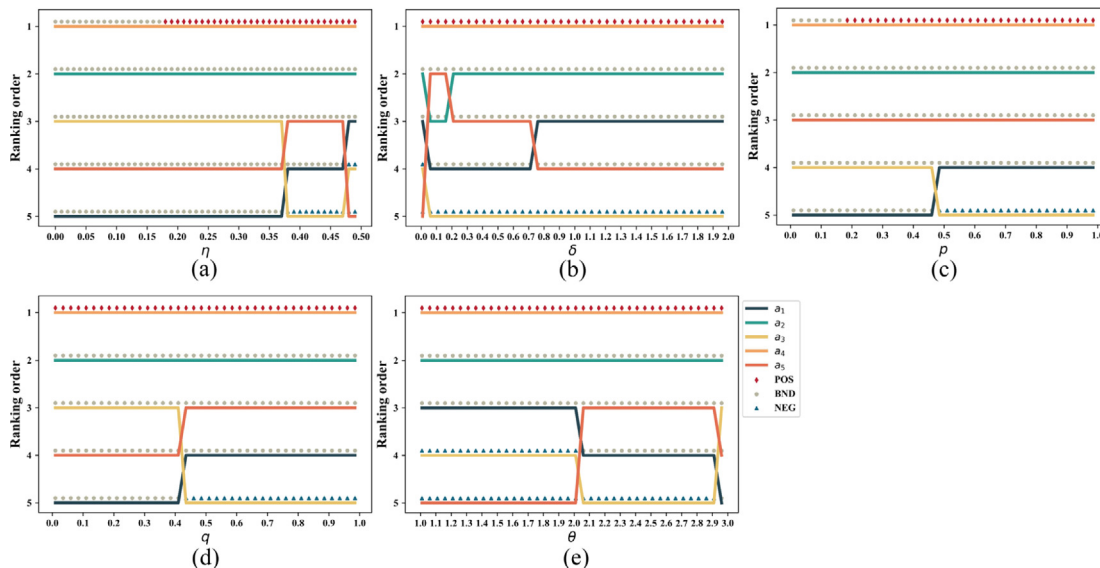 Ranking order
1
2
3
4
5
0.00 0.05 0.10 0.15 0.20 0.25 0.30 0.35 0.40 0.45 0.50
η
(a)
Ranking order
1
2
3
4
5
0.0 0.1 0.2 0.3 0.4 0.5 0.6 0.7 0.8 0.9 1.0 1.1 1.2 1.3 1.4 1.5 1.6 1.7 1.8 1.9 2.0
δ
(b)
Ranking order
1
2
3
4
5
0.0 0.1 0.2 0.3 0.4 0.5 0.6 0.7 0.8 0.9 1.0
p
(c)
Ranking order
1
2
3
4
5
0.0 0.1 0.2 0.3 0.4 0.5 0.6 0.7 0.8 0.9 1.0
q
(d)
Ranking order
1
2
3
4
5
1.0 1.1 1.2 1.3 1.4 1.5 1.6 1.7 1.8 1.9 2.0 2.1 2.2 2.3 2.4 2.5 2.6 2.7 2.8 2.9 3.0
θ
(e)
a₁
a₂
a₃
a₄
a₅
POS
BND
NEG